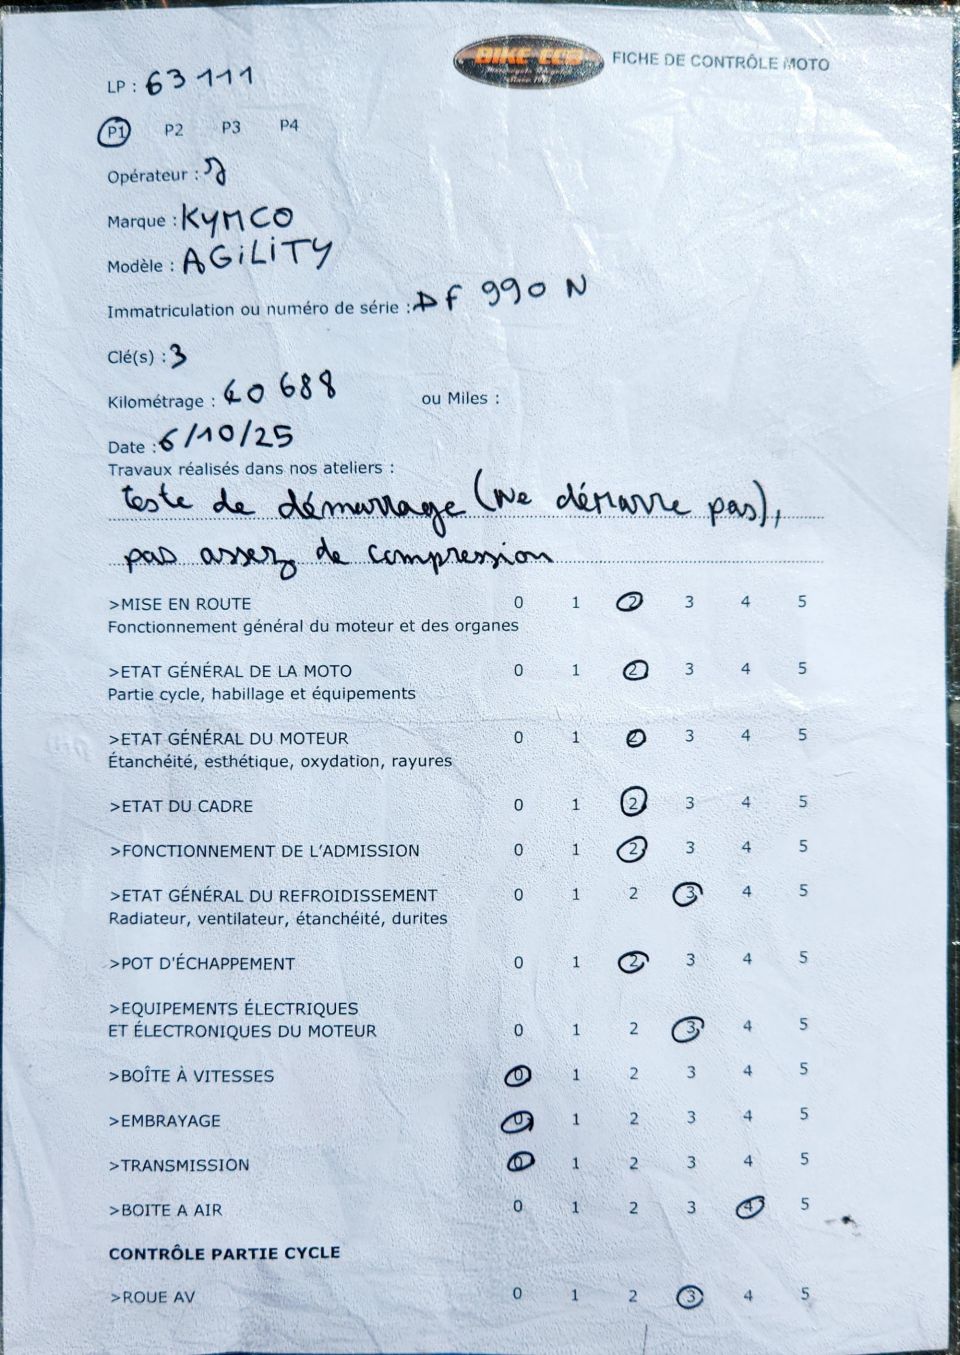 BIKE-ECO
FICHE DE CONTRÔLE MOTO
LP : 63 111
P1 P2 P3 P4
Opérateur :
Marque : KYMCO
Modèle : AGiLiTY
Immatriculation ou numéro de série : DF 990 N
Clé(s) : 3
Kilométrage : 40 688 ou Miles :
Date : 6/10/25
Travaux réalisés dans nos ateliers :
teste de démarrage (Ne démarre pas),
pas assez de compression
>MISE EN ROUTE 0 1 2 3 4 5
Fonctionnement général du moteur et des organes
>ETAT GÉNÉRAL DE LA MOTO 0 1 2 3 4 5
Partie cycle, habillage et équipements
>ETAT GÉNÉRAL DU MOTEUR 0 1 2 3 4 5
Étanchéité, esthétique, oxydation, rayures
>ETAT DU CADRE 0 1 2 3 4 5
>FONCTIONNEMENT DE L'ADMISSION 0 1 2 3 4 5
>ETAT GÉNÉRAL DU REFROIDISSEMENT 0 1 2 3 4 5
Radiateur, ventilateur, étanchéité, durites
>POT D'ÉCHAPPEMENT 0 1 2 3 4 5
>EQUIPEMENTS ÉLECTRIQUES
ET ÉLECTRONIQUES DU MOTEUR 0 1 2 3 4 5
>BOÎTE À VITESSES 0 1 2 3 4 5
>EMBRAYAGE 0 1 2 3 4 5
>TRANSMISSION 0 1 2 3 4 5
>BOITE A AIR 0 1 2 3 4 5
CONTRÔLE PARTIE CYCLE
>ROUE AV 0 1 2 3 4 5